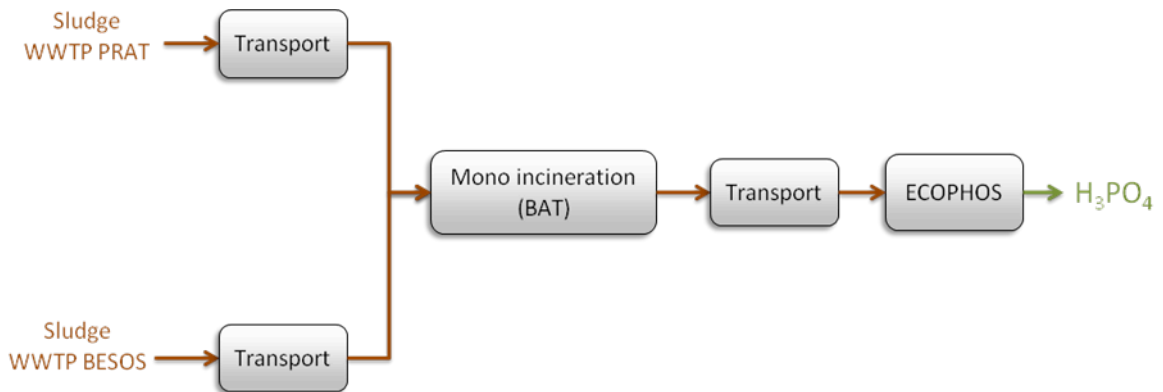 Sludge
WWTP PRAT
Transport
Mono incineration
(BAT)
Transport
ECOPHOS
H₃PO₄
Sludge
WWTP BESOS
Transport